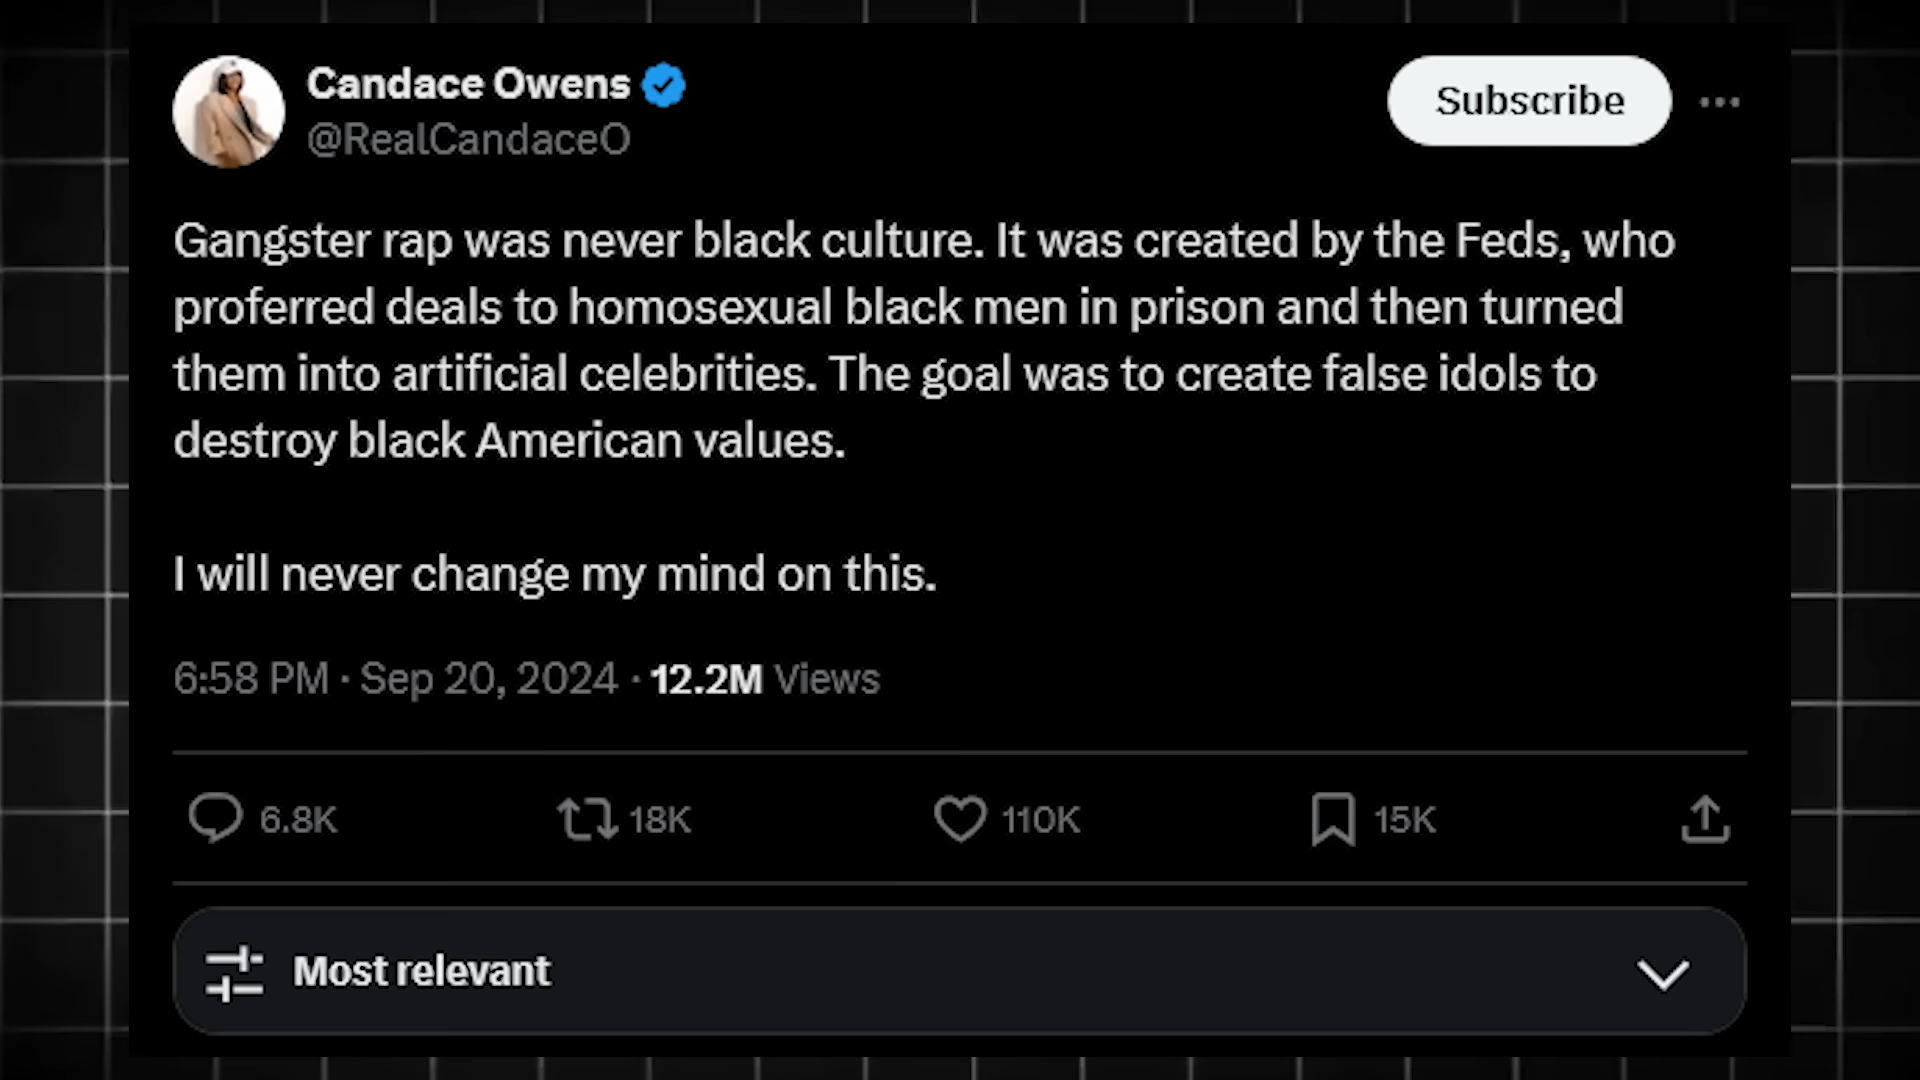 Candace Owens
@RealCandaceO
Subscribe
Gangster rap was never black culture. It was created by the Feds, who
proferred deals to homosexual black men in prison and then turned
them into artificial celebrities. The goal was to create false idols to
destroy black American values.
I will never change my mind on this.
6:58 PM · Sep 20, 2024 · 12.2M Views
6.8K 18K 110K 15K
Most relevant